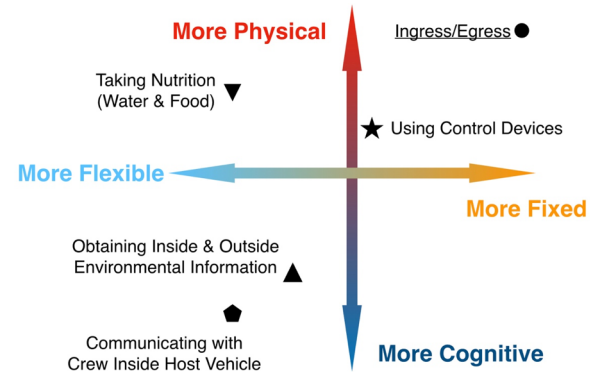 More Physical
Ingress/Egress
Taking Nutrition
(Water & Food)
Using Control Devices
More Flexible
More Fixed
Obtaining Inside & Outside
Environmental Information
Communicating with
Crew Inside Host Vehicle
More Cognitive